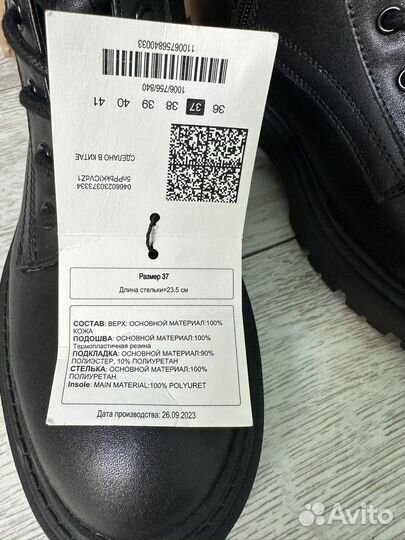 11006756840033
1006/756/840
36 37 38 39 40 41
СДЕЛАНО В КИТАЕ
04660230373334
Размер 37
Длина стельки=23.5 см
СОСТАВ: ВЕРХ: ОСНОВНОЙ МАТЕРИАЛ:100%
КОЖА
ПОДОШВА: ОСНОВНОЙ МАТЕРИАЛ:100%
Термопластичная резина
ПОДКЛАДКА: ОСНОВНОЙ МАТЕРИАЛ:90%
ПОЛИЭСТЕР, 10% ПОЛИУРЕТАН
СТЕЛЬКА: ОСНОВНОЙ МАТЕРИАЛ:100%
ПОЛИУРЕТАН
Insole: MAIN MATERIAL:100% POLYURET
Дата производства: 26.09.2023
Avito